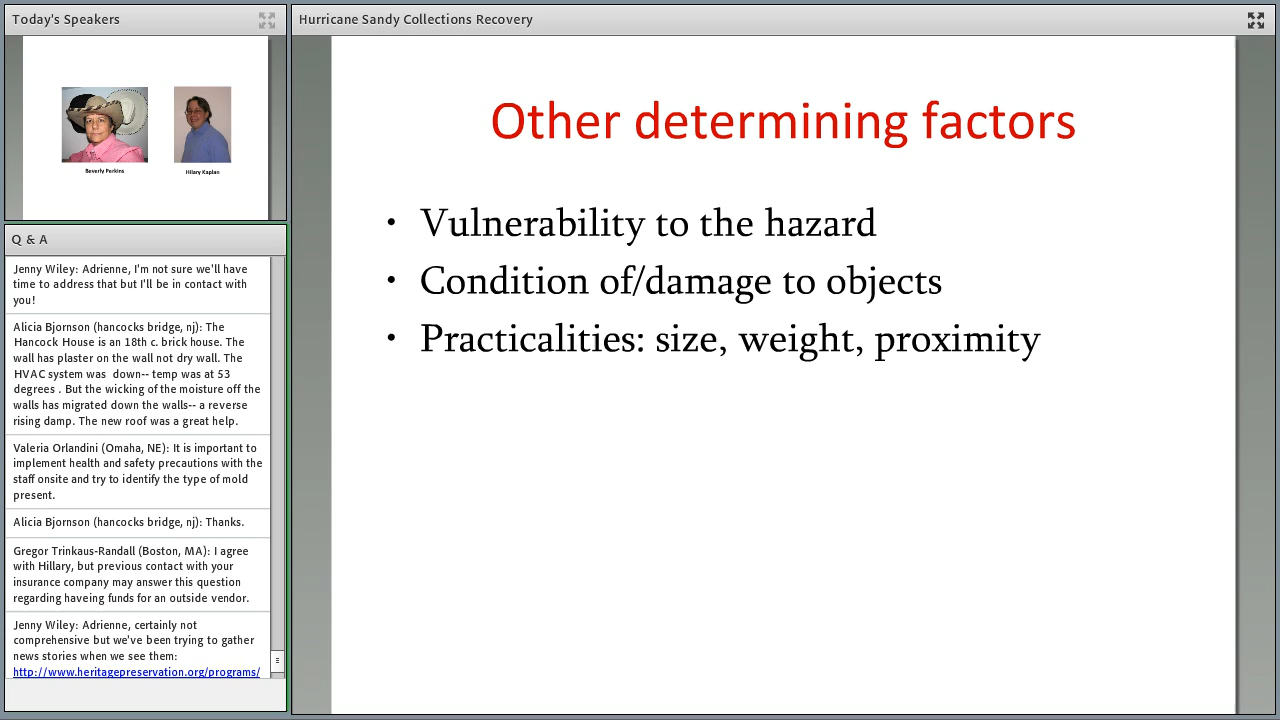 Today's Speakers
Beverly Perkins
Hilary Kaplan
Q & A
Jenny Wiley: Adrienne, I'm not sure we'll have
time to address that but I'll be in contact with
you!
Alicia Bjornson (hancocks bridge, nj): The
Hancock House is an 18th c. brick house. The
wall has plaster on the wall not dry wall. The
HVAC system was  down-- temp was at 53
degrees . But the wicking of the moisture off the
walls has migrated down the walls-- a reverse
rising damp. The new roof was a great help.
Valeria Orlandini (Omaha, NE): It is important to
implement health and safety precautions with the
staff onsite and try to identify the type of mold
present.
Alicia Bjornson (hancocks bridge, nj): Thanks.
Gregor Trinkaus-Randall (Boston, MA): I agree
with Hillary, but previous contact with your
insurance company may answer this question
regarding haveing funds for an outside vendor.
Jenny Wiley: Adrienne, certainly not
comprehensive but we've been trying to gather
news stories when we see them:
http://www.heritagepreservation.org/programs/
Hurricane Sandy Collections Recovery
Other determining factors
• Vulnerability to the hazard
• Condition of/damage to objects
• Practicalities: size, weight, proximity